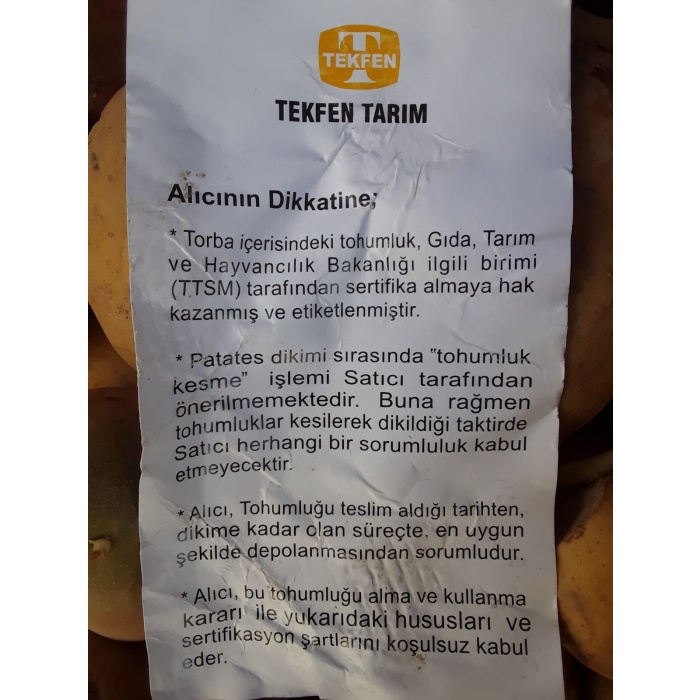 TEKFEN
TEKFEN TARIM
Alıcının Dikkatine;
* Torba içerisindeki tohumluk, Gıda, Tarım
ve Hayvancılık Bakanlığı ilgili birimi
(TTSM) tarafından sertifika almaya hak
kazanmış ve etiketlenmiştir.
* Patates dikimi sırasında "tohumluk
kesme" işlemi Satıcı tarafından
önerilmemektedir. Buna rağmen
tohumluklar kesilerek dikildiği taktirde
Satıcı herhangi bir sorumluluk kabul
etmeyecektir.
* Alıcı, Tohumluğu teslim aldığı tarihten,
dikime kadar olan süreçte, en uygun
şekilde depolanmasından sorumludur.
* Alıcı, bu tohumluğu alma ve kullanma
kararı ile yukarıdaki hususları ve
sertifikasyon şartlarını koşulsuz kabul
eder.